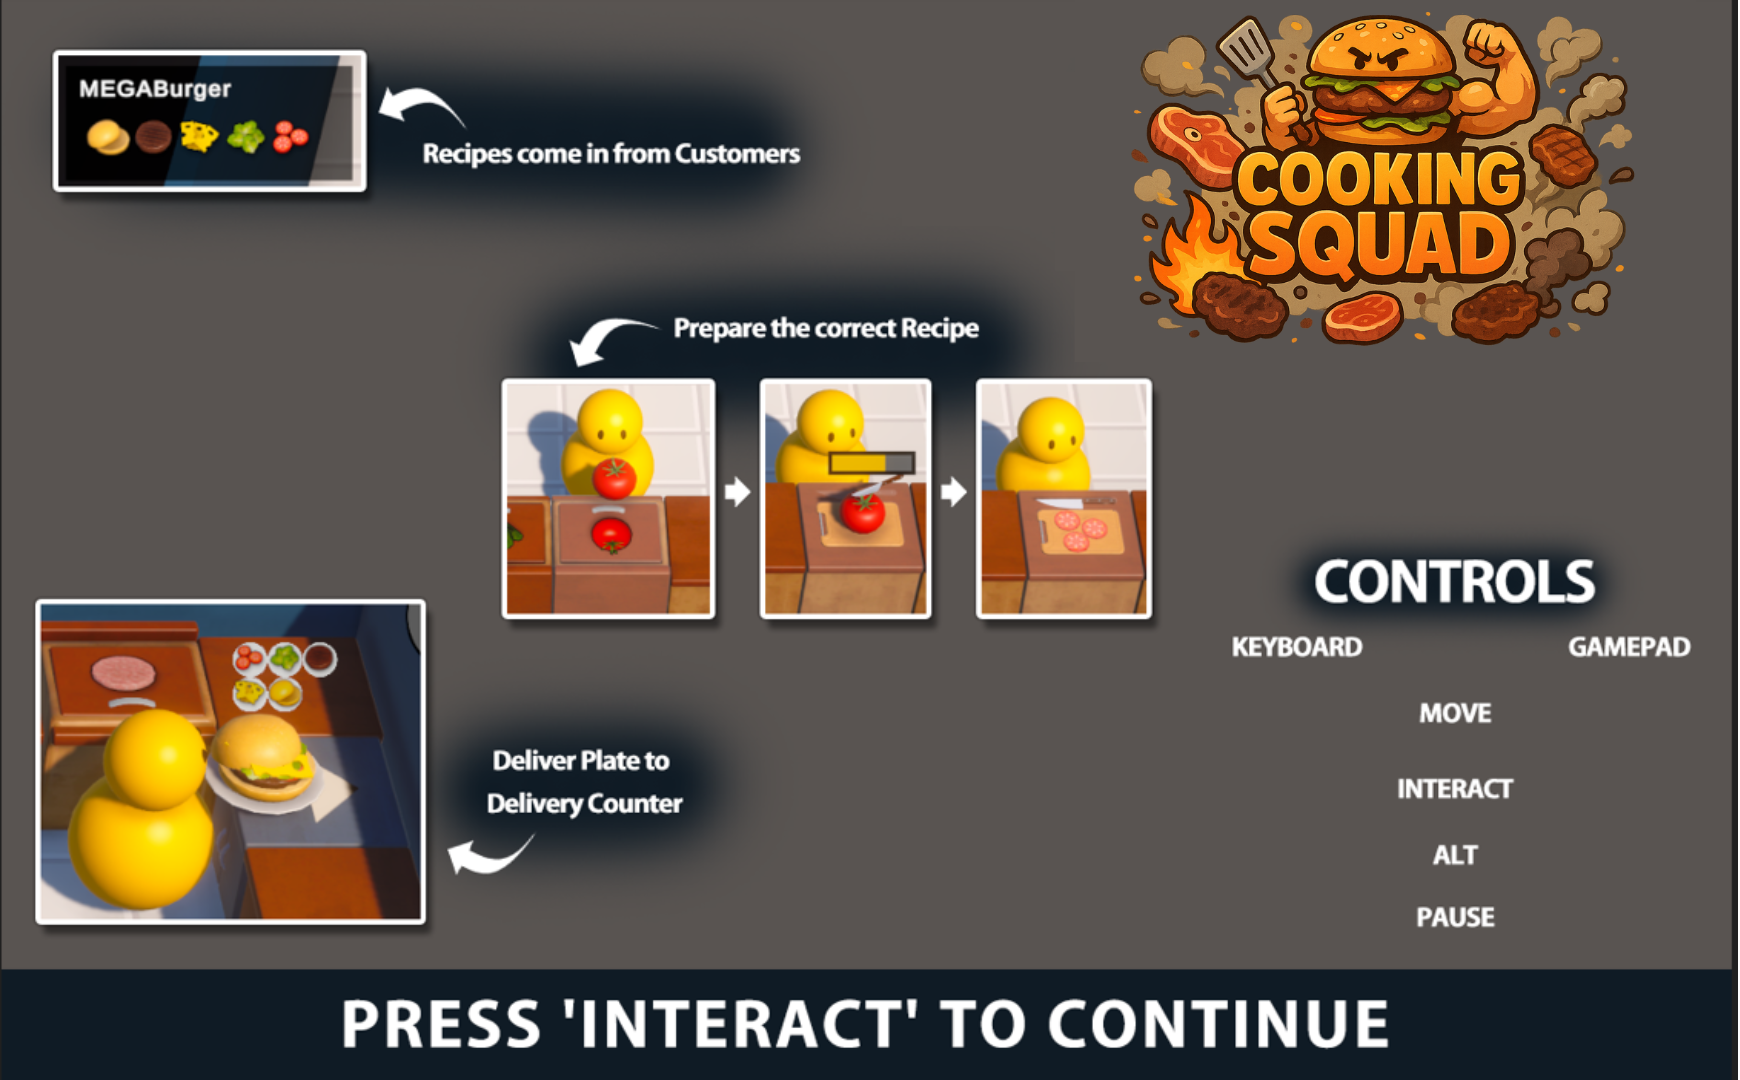 MEGABurger
Recipes come in from Customers
COOKING
SQUAD
Prepare the correct Recipe
Deliver Plate to
Delivery Counter
CONTROLS
KEYBOARD GAMEPAD
MOVE
INTERACT
ALT
PAUSE
PRESS 'INTERACT' TO CONTINUE